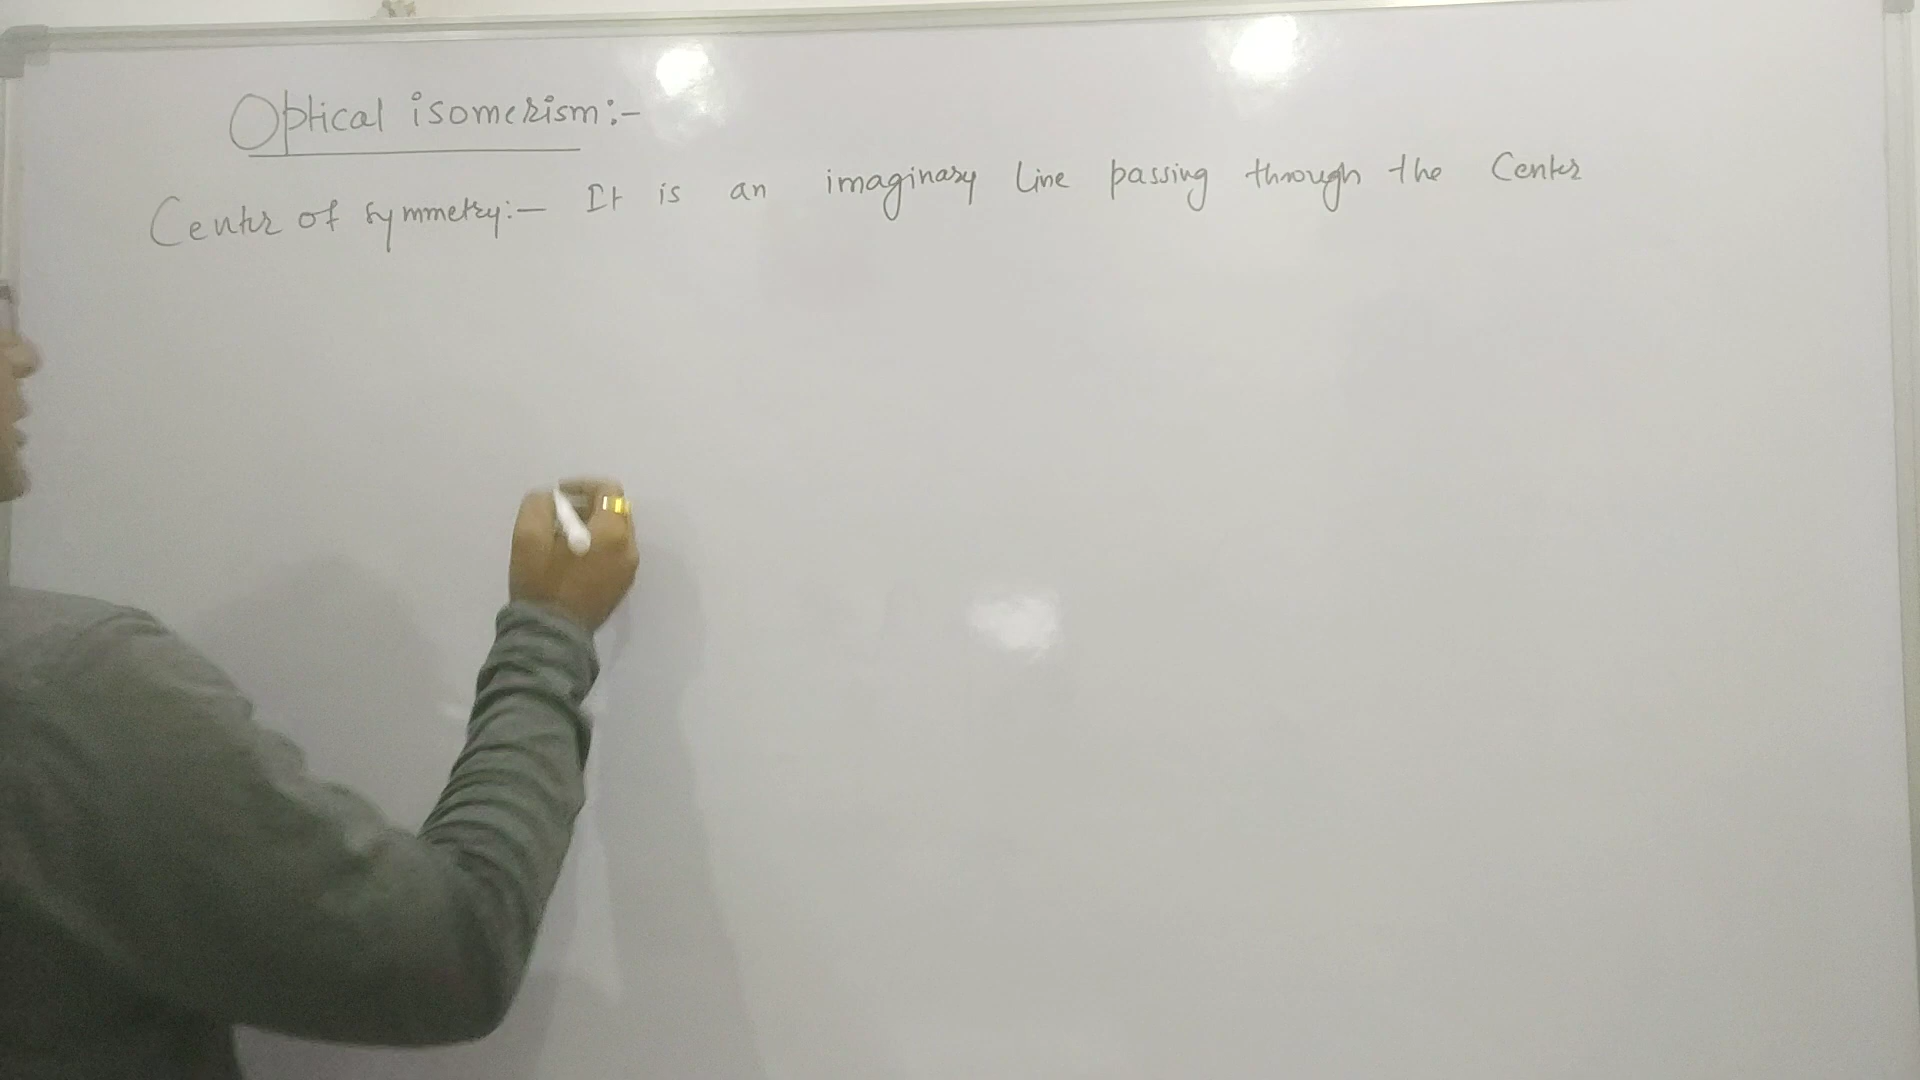 Optical isomerism:-
Center of symmetry:- It is an imaginary line passing through the Center